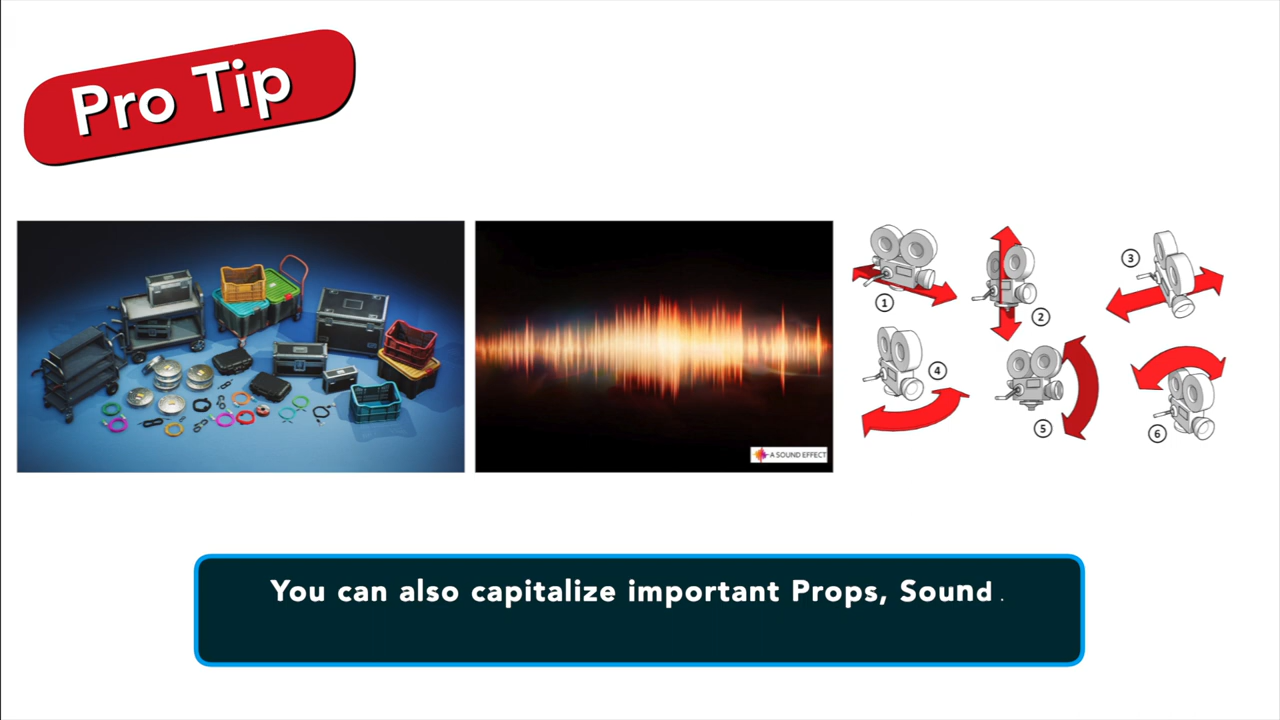 Pro Tip
1
2
3
4
5
6
A SOUND EFFECT
You can also capitalize important Props, Sound .